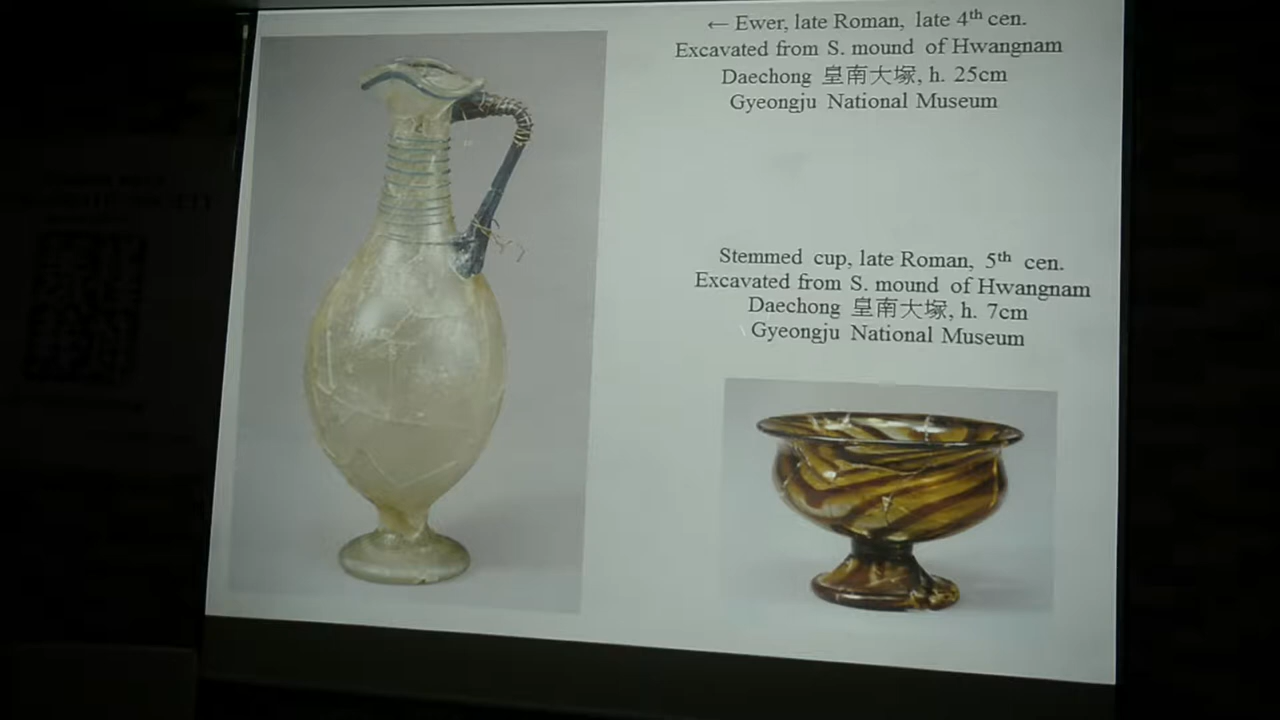 ← Ewer, late Roman, late 4th cen.
Excavated from S. mound of Hwangnam
Daechong 皇南大塚, h. 25cm
Gyeongju National Museum
Stemmed cup, late Roman, 5th cen.
Excavated from S. mound of Hwangnam
Daechong 皇南大塚, h. 7cm
Gyeongju National Museum